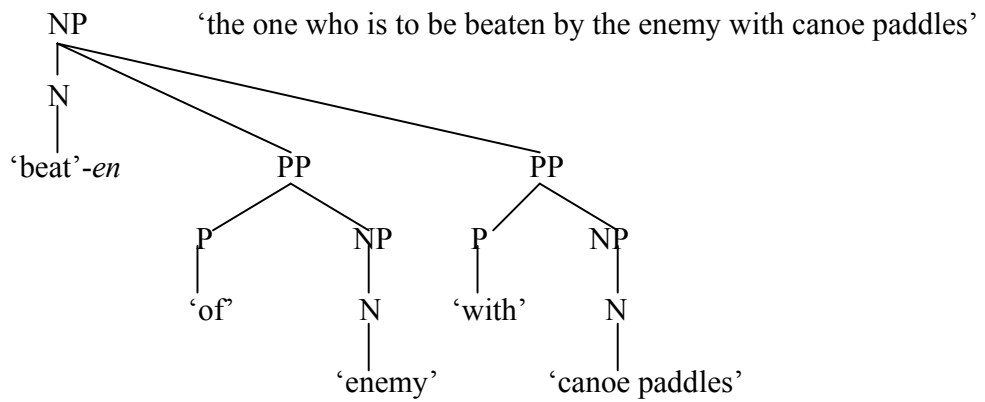 NP ‘the one who is to be beaten by the enemy with canoe paddles’
N
‘beat’-en PP PP
P NP P NP
‘of’ N ‘with’ N
‘enemy’ ‘canoe paddles’